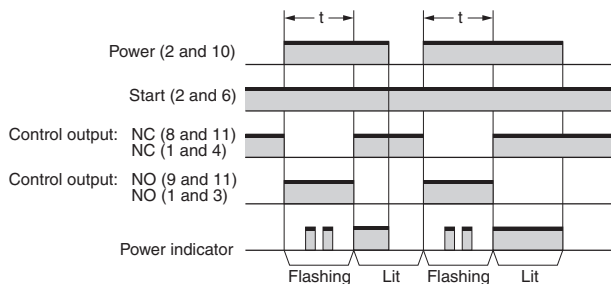 t t
Power (2 and 10)
Start (2 and 6)
Control output: NC (8 and 11)
NC (1 and 4)
Control output: NO (9 and 11)
NO (1 and 3)
Power indicator
Flashing Lit Flashing Lit